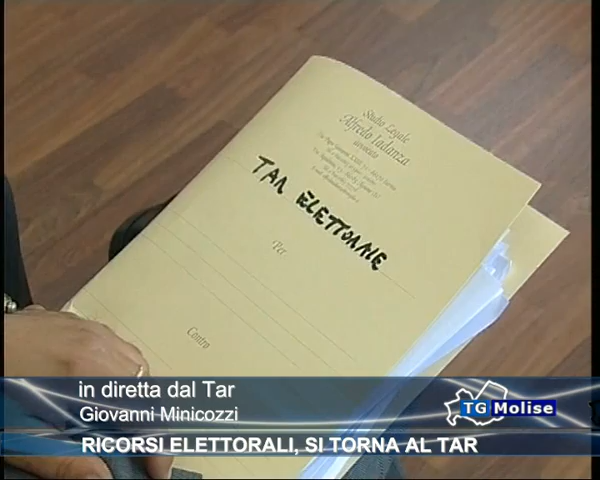 Studio Legale
Alfredo Iadanza
avvocato
TAR ELETTORALE
Per
Contro
in diretta dal Tar
Giovanni Minicozzi
TG Molise
RICORSI ELETTORALI, SI TORNA AL TAR